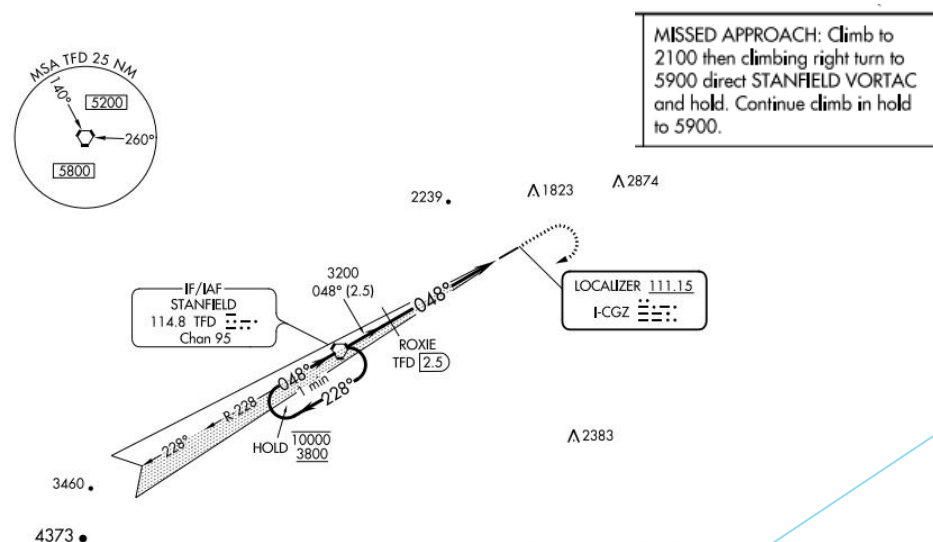 MISSED APPROACH: Climb to
2100 then climbing right turn to
5900 direct STANFIELD VORTAC
and hold. Continue climb in hold
to 5900.
MSA TFD 25 NM
140°
5200
260°
5800
2239
1823
2874
3200
048° (2.5)
048°
IF/IAF
STANFIELD
114.8 TFD
Chan 95
LOCALIZER 111.15
I-CGZ
ROXIE
TFD 2.5
048°
1 min
228°
R-228
228°
HOLD
10000
3800
2383
3460
4373